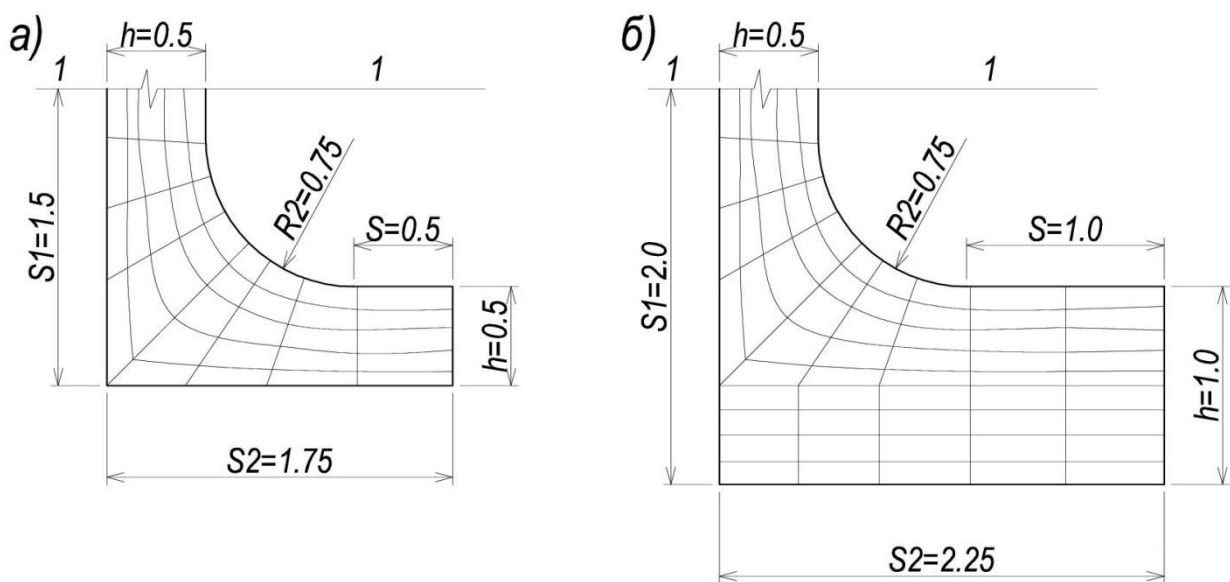 а)
h=0.5
1
1
S1=1.5
R2=0.75
S=0.5
h=0.5
S2=1.75
б)
h=0.5
1
1
S1=2.0
R2=0.75
S=1.0
h=1.0
S2=2.25